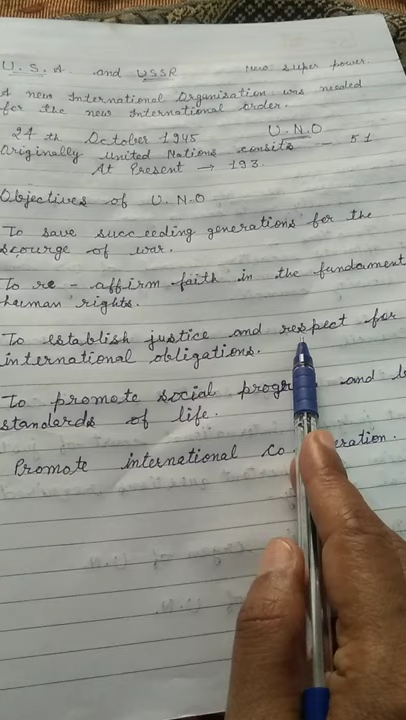 U.S.A and USSR New super power.
A new International Organization was needed
for the new International order.
24 th October 1945 U.N.O
Originally united Nations consits - 51
At Present → 193.
Objectives of U.N.O
To save succeeding generations for the
scourge of war.
To re-affirm faith in the fundament
human rights.
To establish justice and respect for
international obligations.
To promote social progr and b
standards of life.
Promote international Co eration.